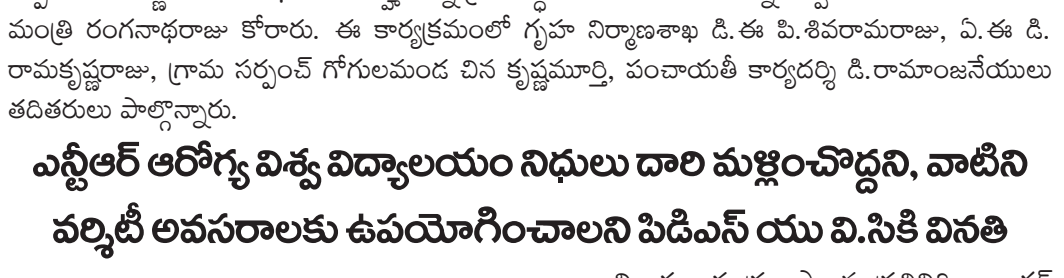 మంత్రి రంగనాథరాజు కోరారు. ఈ కార్యక్రమంలో గృహ నిర్మాణశాఖ డి.ఈ పి.శివరామరాజు, ఏ.ఈ డి.
రామకృష్ణరాజు, గ్రామ సర్పంచ్ గోగులమండ చిన కృష్ణమూర్తి, పంచాయతీ కార్యదర్శి డి.రామాంజనేయులు
తదితరులు పాల్గొన్నారు.
ఎన్టీఆర్ ఆరోగ్య విశ్వ విద్యాలయం నిధులు దారి మళ్లించొద్దని, వాటిని
వర్శిటీ అవసరాలకు ఉపయోగించాలని పిడిఎస్ యు వి.సికి వినతి